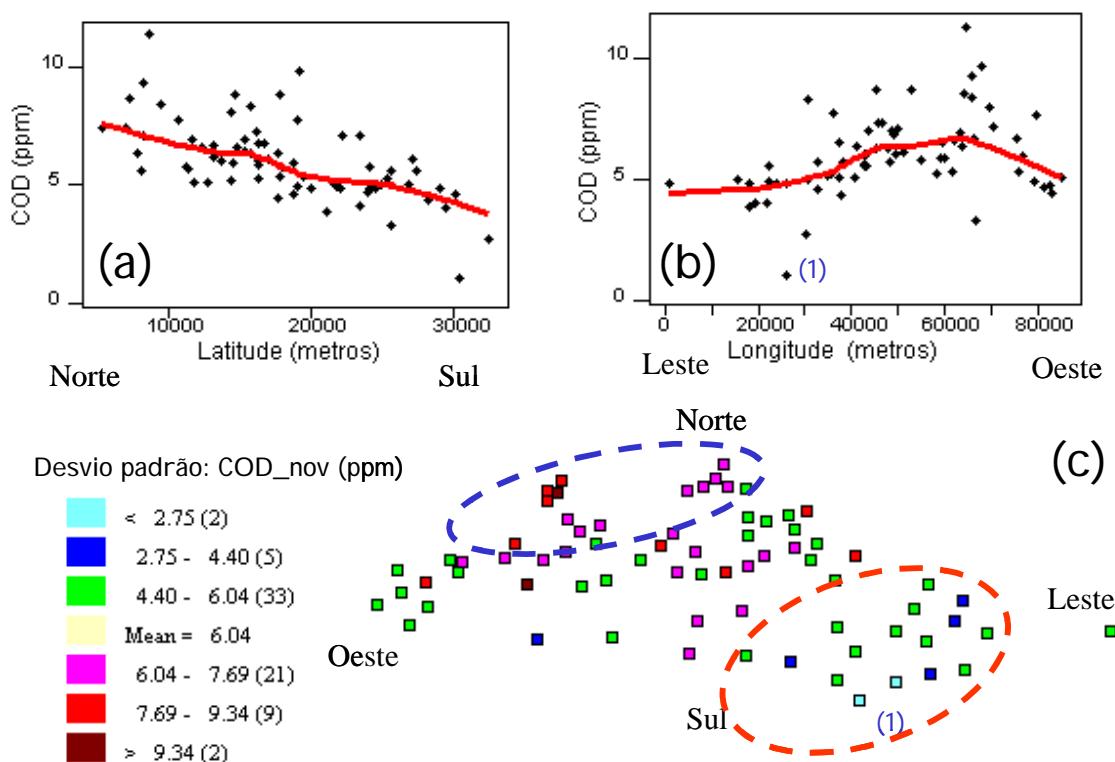 (a)
COD (ppm)
10
5
0
10000 20000 30000
Latitude (metros)
Norte Sul
(b)
(1)
COD (ppm)
10
5
0
0 20000 40000 60000 80000
Longitude (metros)
Leste Oeste
(c)
Norte
Desvio padrão: COD_nov (ppm)
< 2.75 (2)
2.75 - 4.40 (5)
4.40 - 6.04 (33)
Mean = 6.04
6.04 - 7.69 (21)
7.69 - 9.34 (9)
> 9.34 (2)
Oeste
Leste
Sul
(1)